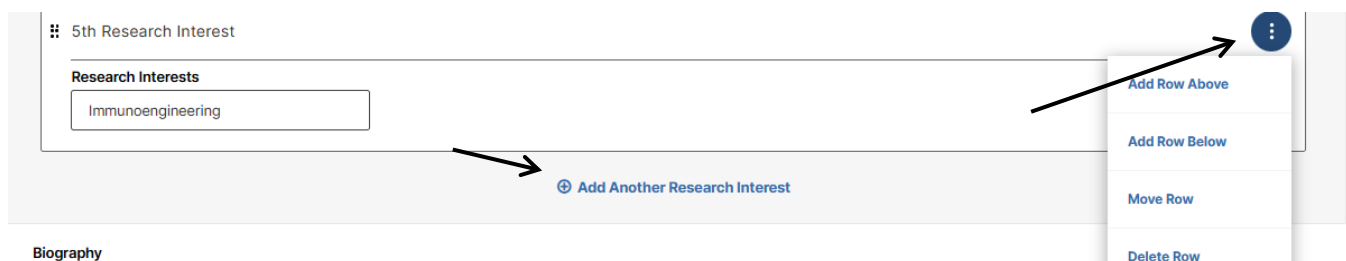 5th Research Interest
Research Interests
Immunoengineering
Add Another Research Interest
Add Row Above
Add Row Below
Move Row
Delete Row
Biography